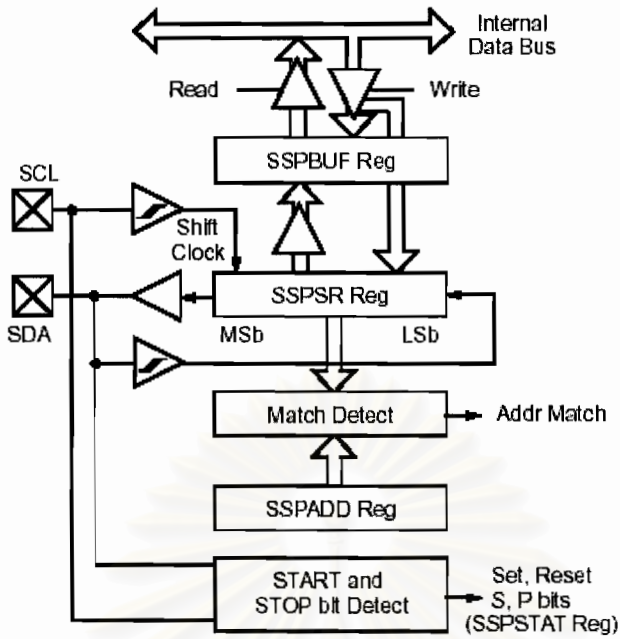 Internal
Data Bus
Read
Write
SSPBUF Reg
SCL
Shift
Clock
SSPSR Reg
SDA
MSb
LSb
Match Detect
Addr Match
SSPADD Reg
START and
STOP bit Detect
Set, Reset
S, P bits
(SSPSTAT Reg)